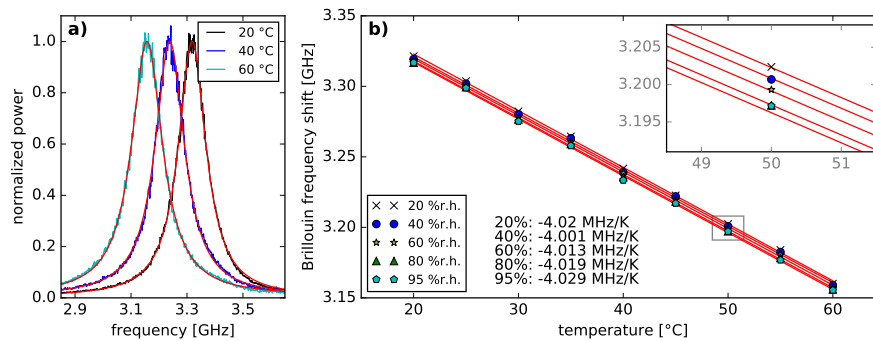 a)
20 °C
40 °C
60 °C
normalized power
1.0
0.8
0.6
0.4
0.2
0.0
2.9
3.1
3.3
3.5
frequency [GHz]
b)
Brillouin frequency shift [GHz]
3.35
3.30
3.25
3.20
3.15
20
30
40
50
60
temperature [°C]
20 %r.h.
40 %r.h.
60 %r.h.
80 %r.h.
95 %r.h.
20%: -4.02 MHz/K
40%: -4.001 MHz/K
60%: -4.013 MHz/K
80%: -4.019 MHz/K
95%: -4.029 MHz/K
3.205
3.200
3.195
49
50
51